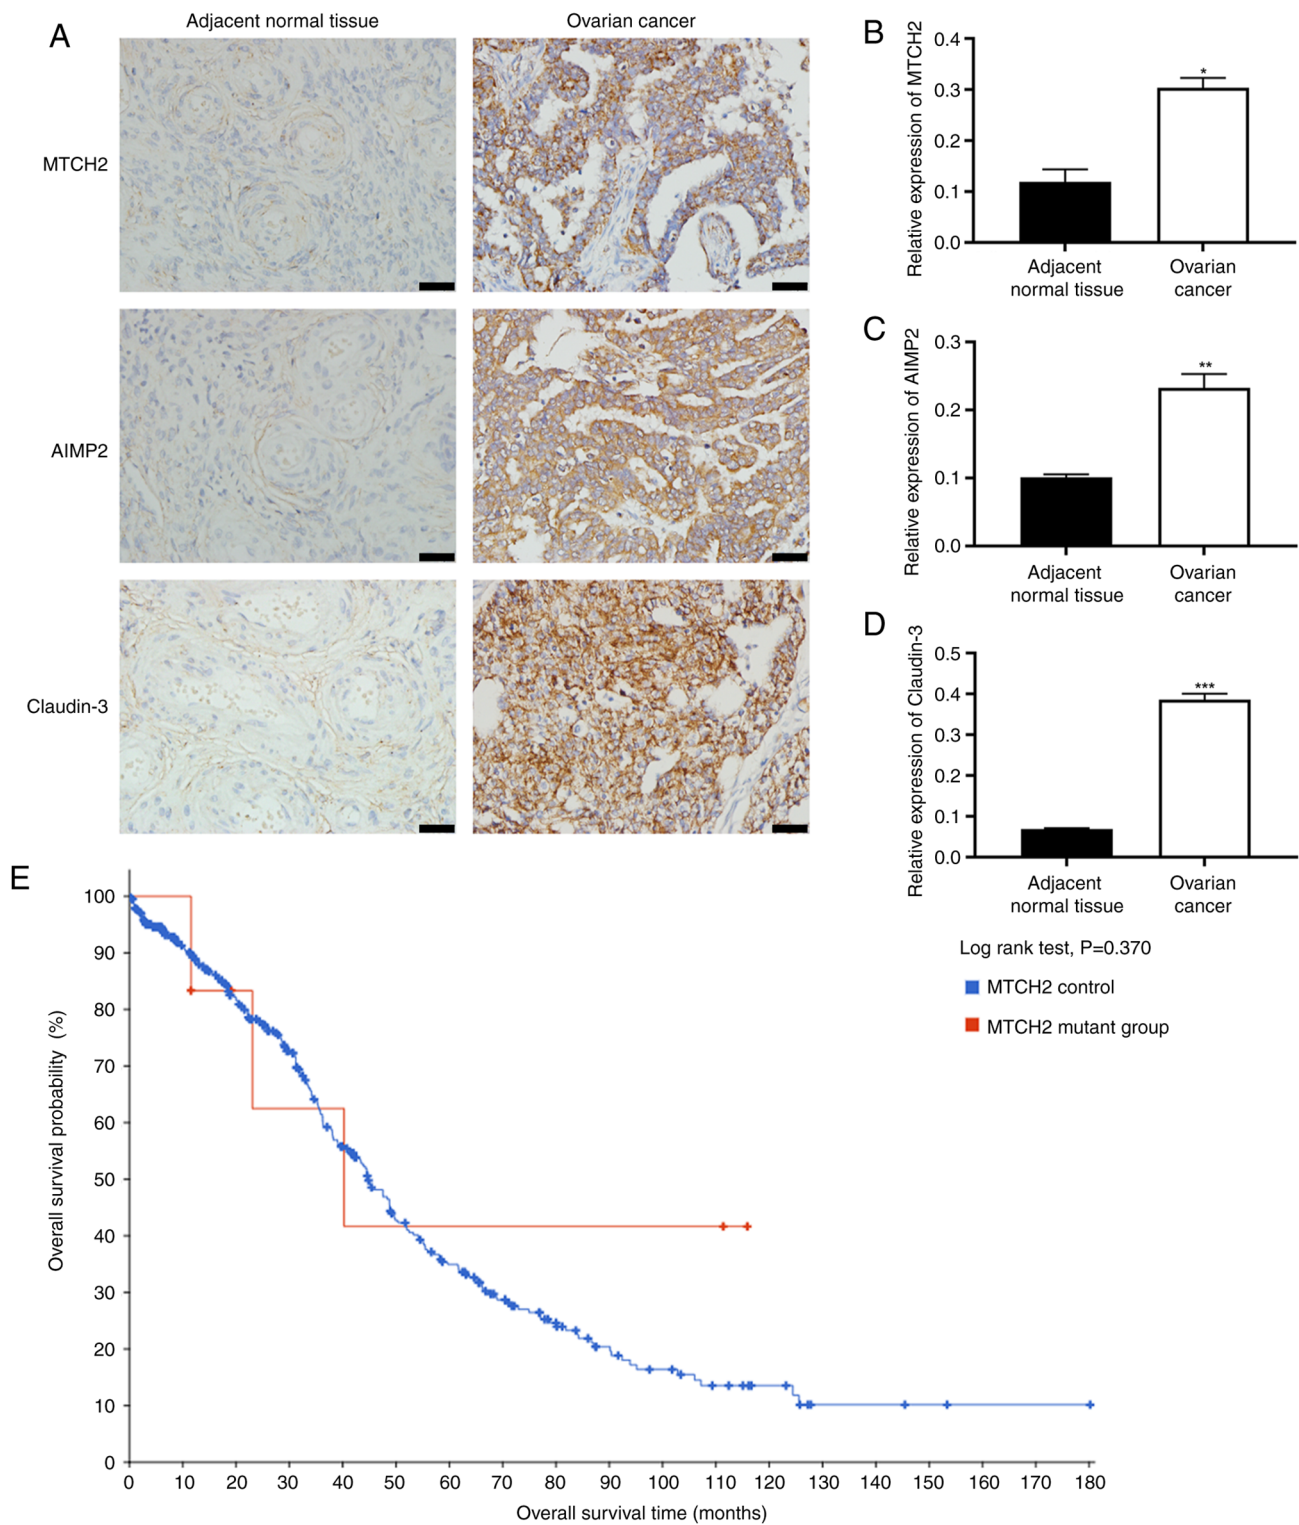 A
Adjacent normal tissue
Ovarian cancer
MTCH2
AIMP2
Claudin-3
B
Relative expression of MTCH2
0.4
0.3
0.2
0.1
0.0
*
Adjacent
normal tissue
Ovarian
cancer
C
Relative expression of AIMP2
0.3
0.2
0.1
0.0
**
Adjacent
normal tissue
Ovarian
cancer
D
Relative expression of Claudin-3
0.5
0.4
0.3
0.2
0.1
0.0
***
Adjacent
normal tissue
Ovarian
cancer
E
Overall survival probability (%)
100
90
80
70
60
50
40
30
20
10
0
0 10 20 30 40 50 60 70 80 90 100 110 120 130 140 150 160 170 180
Overall survival time (months)
Log rank test, P=0.370
MTCH2 control
MTCH2 mutant group